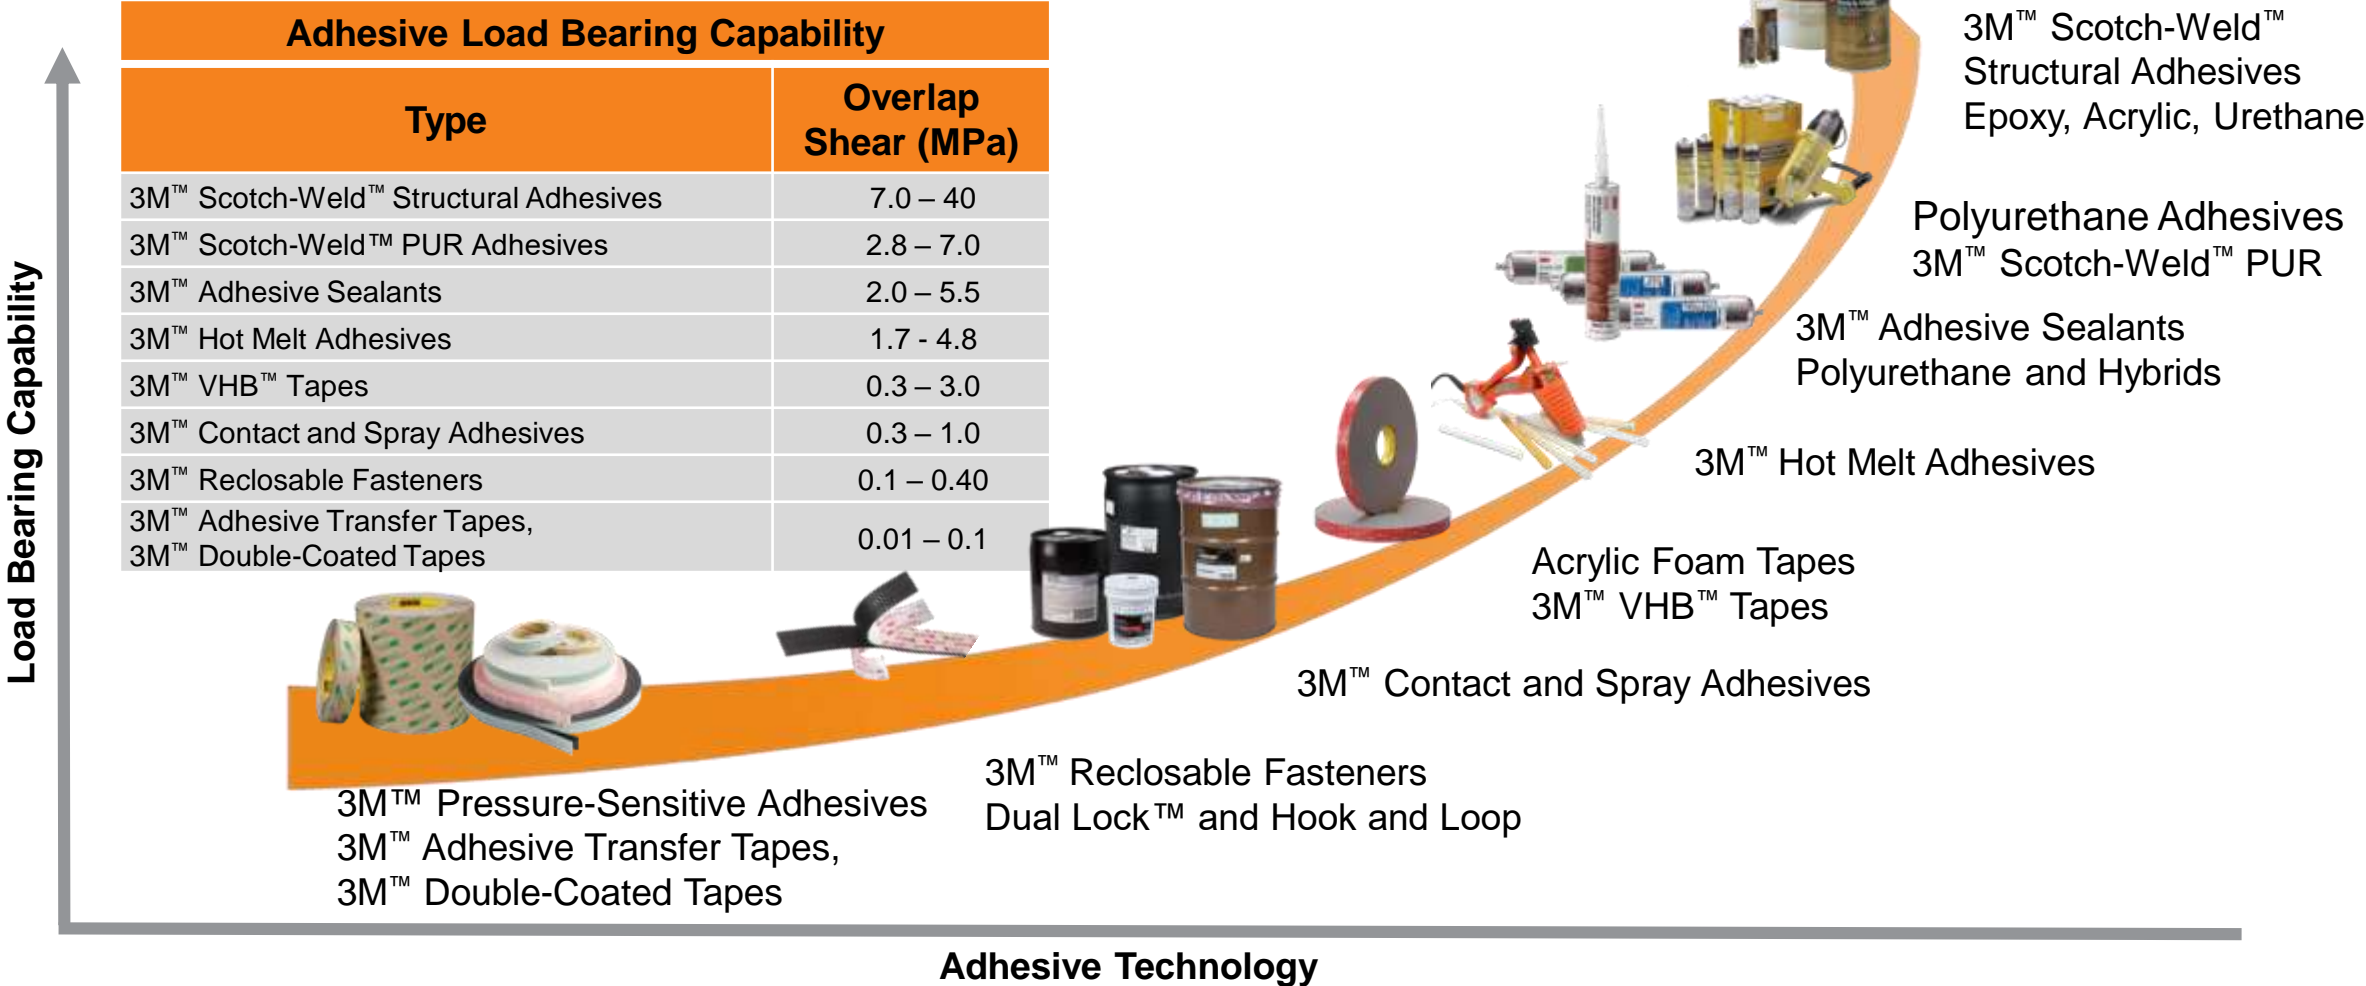 Adhesive Load Bearing Capability
Type
Overlap
Shear (MPa)
3M™ Scotch-Weld™ Structural Adhesives 7.0 – 40
3M™ Scotch-Weld™ PUR Adhesives 2.8 – 7.0
3M™ Adhesive Sealants 2.0 – 5.5
3M™ Hot Melt Adhesives 1.7 - 4.8
3M™ VHB™ Tapes 0.3 – 3.0
3M™ Contact and Spray Adhesives 0.3 – 1.0
3M™ Reclosable Fasteners 0.1 – 0.40
3M™ Adhesive Transfer Tapes,
3M™ Double-Coated Tapes 0.01 – 0.1
3M™ Scotch-Weld™
Structural Adhesives
Epoxy, Acrylic, Urethane
Polyurethane Adhesives
3M™ Scotch-Weld™ PUR
3M™ Adhesive Sealants
Polyurethane and Hybrids
3M™ Hot Melt Adhesives
Acrylic Foam Tapes
3M™ VHB™ Tapes
3M™ Contact and Spray Adhesives
3M™ Reclosable Fasteners
Dual Lock™ and Hook and Loop
3M™ Pressure-Sensitive Adhesives
3M™ Adhesive Transfer Tapes,
3M™ Double-Coated Tapes
Load Bearing Capability
Adhesive Technology